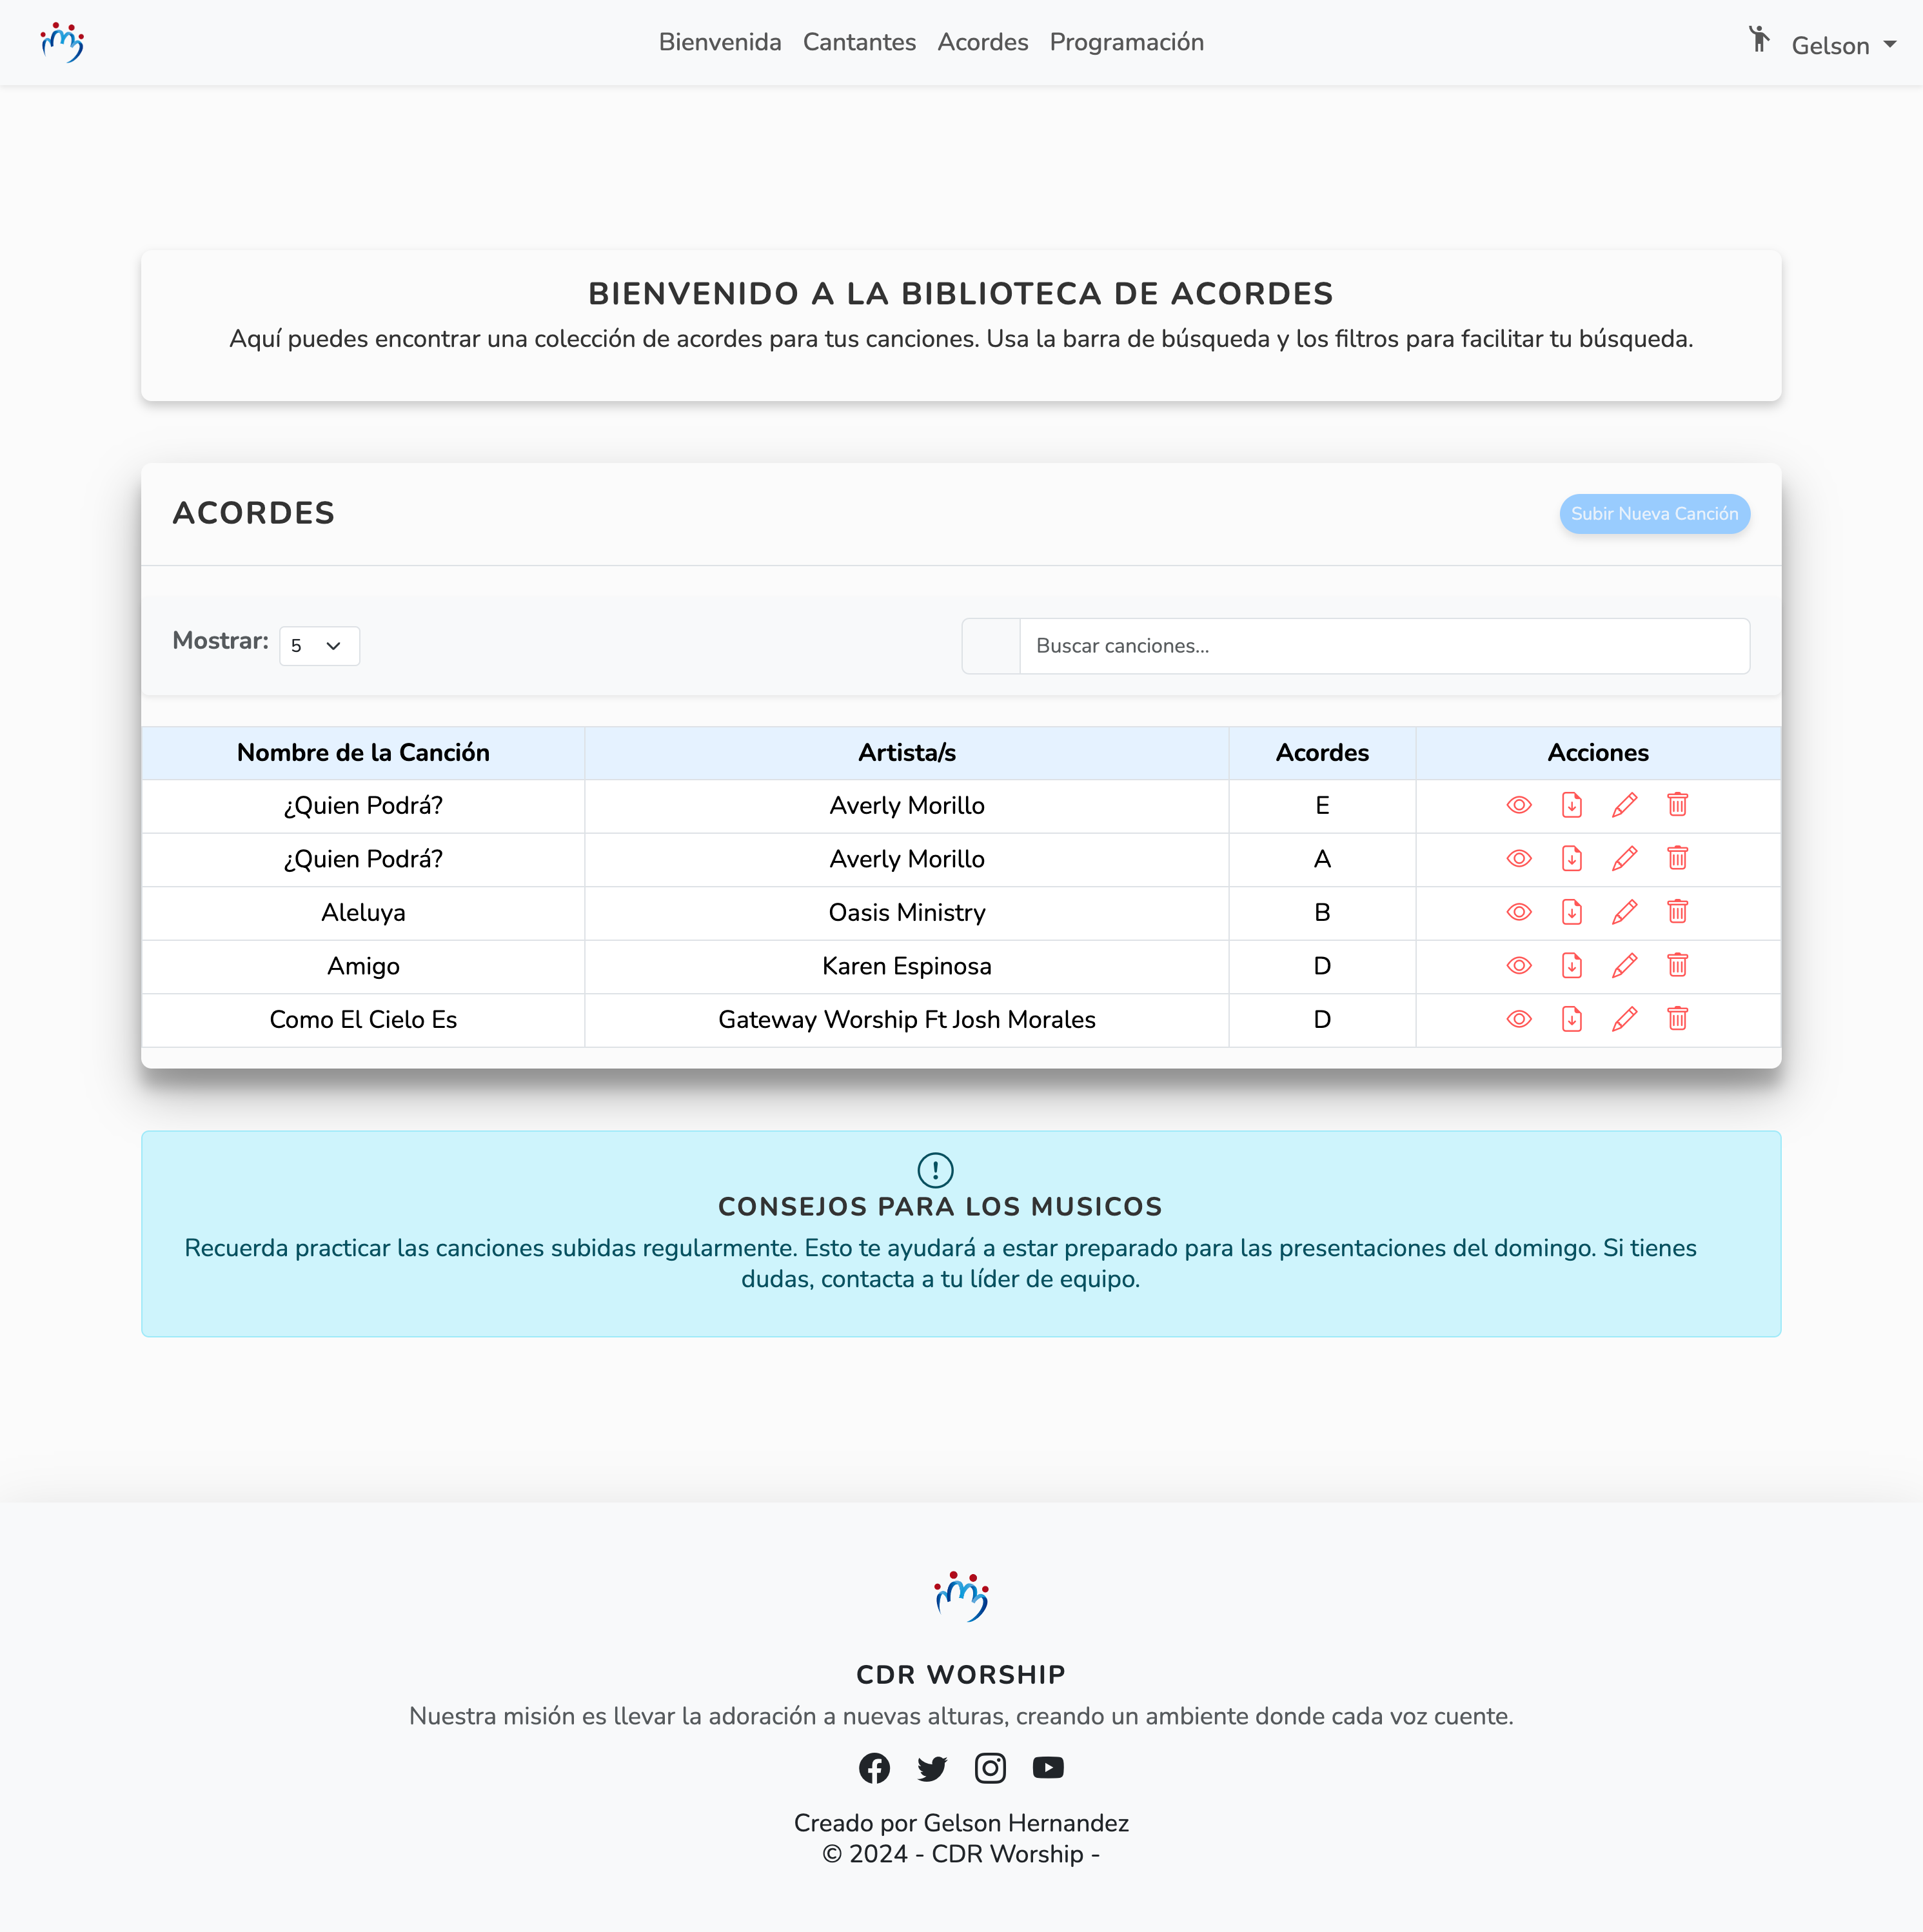 Bienvenida Cantantes Acordes Programación Gelson
BIENVENIDO A LA BIBLIOTECA DE ACORDES
Aquí puedes encontrar una colección de acordes para tus canciones. Usa la barra de búsqueda y los filtros para facilitar tu búsqueda.
ACORDES Subir Nueva Canción
Mostrar: 5 Buscar canciones...
Nombre de la Canción Artista/s Acordes Acciones
¿Quien Podrá? Averly Morillo E
¿Quien Podrá? Averly Morillo A
Aleluya Oasis Ministry B
Amigo Karen Espinosa D
Como El Cielo Es Gateway Worship Ft Josh Morales D
CONSEJOS PARA LOS MUSICOS
Recuerda practicar las canciones subidas regularmente. Esto te ayudará a estar preparado para las presentaciones del domingo. Si tienes
dudas, contacta a tu líder de equipo.
CDR WORSHIP
Nuestra misión es llevar la adoración a nuevas alturas, creando un ambiente donde cada voz cuente.
Creado por Gelson Hernandez
© 2024 - CDR Worship -